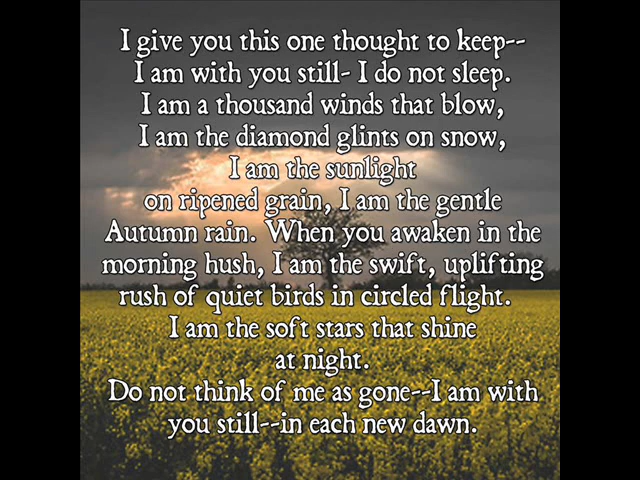 I give you this one thought to keep--
I am with you still- I do not sleep.
I am a thousand winds that blow,
I am the diamond glints on snow,
I am the sunlight
on ripened grain, I am the gentle
Autumn rain. When you awaken in the
morning hush, I am the swift, uplifting
rush of quiet birds in circled flight.
I am the soft stars that shine
at night.
Do not think of me as gone--I am with
you still--in each new dawn.